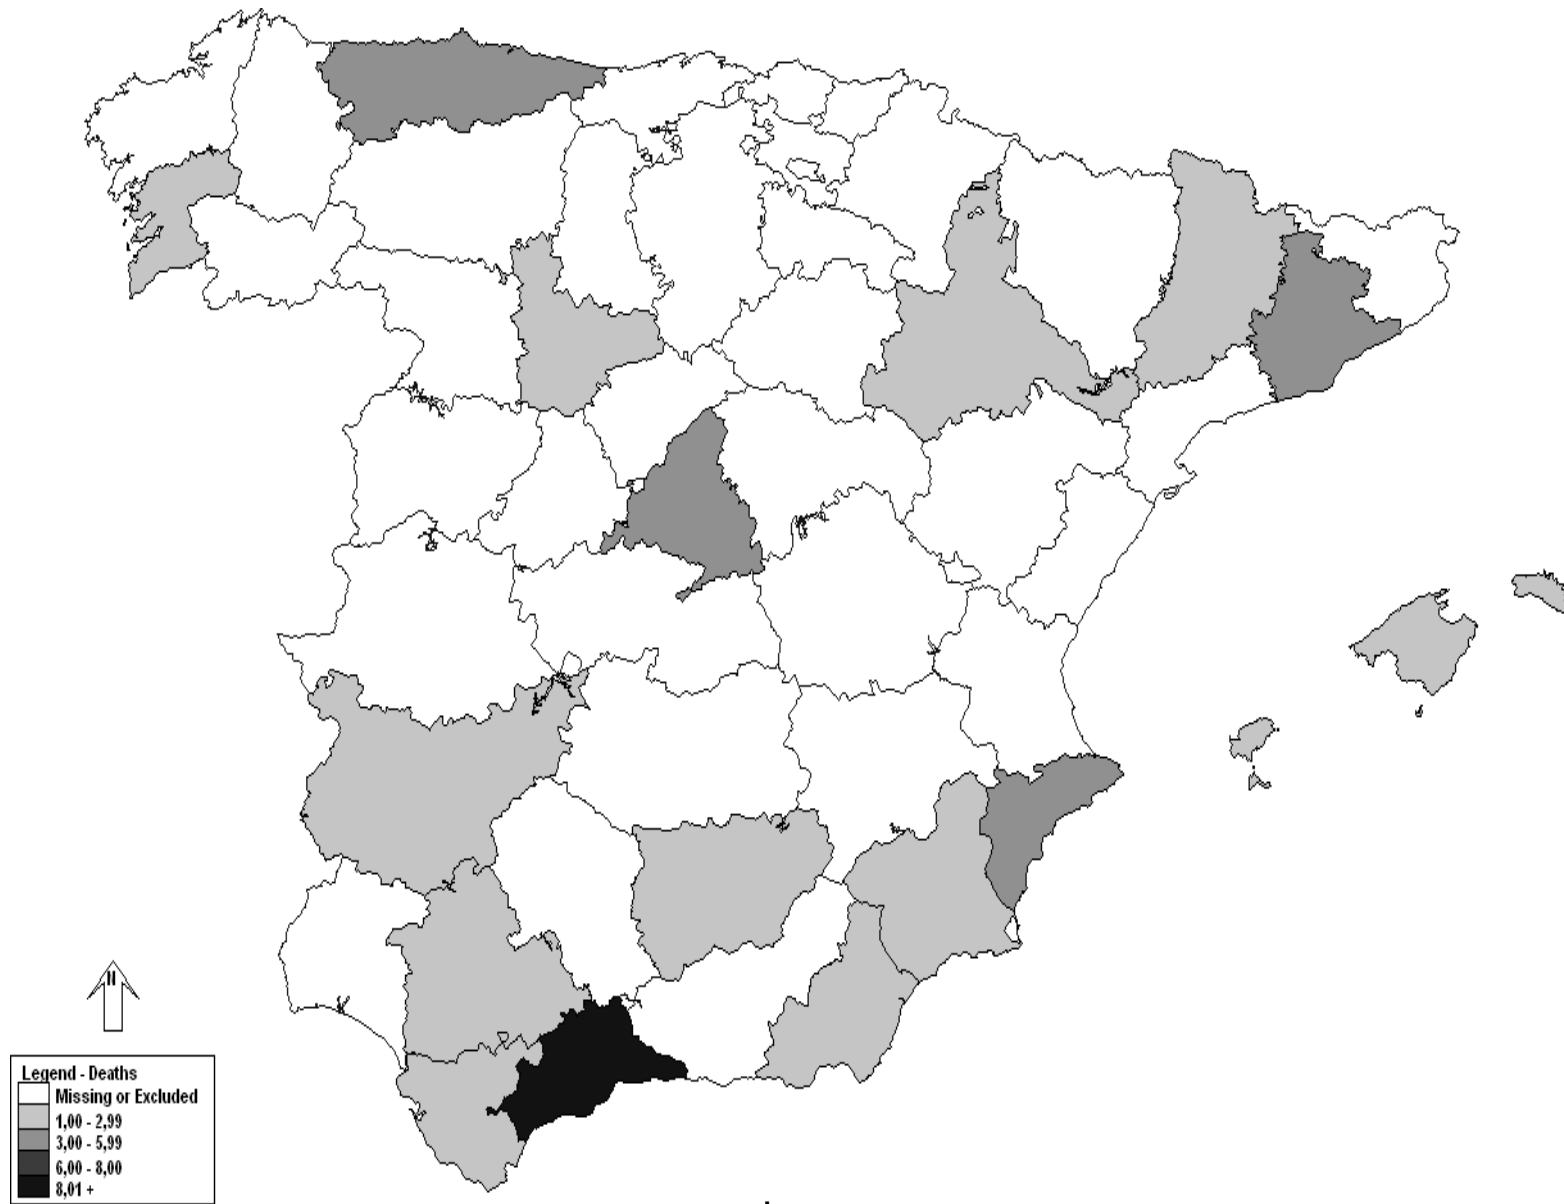 N
Legend - Deaths
Missing or Excluded
1,00 - 2,99
3,00 - 5,99
6,00 - 8,00
8,01 +